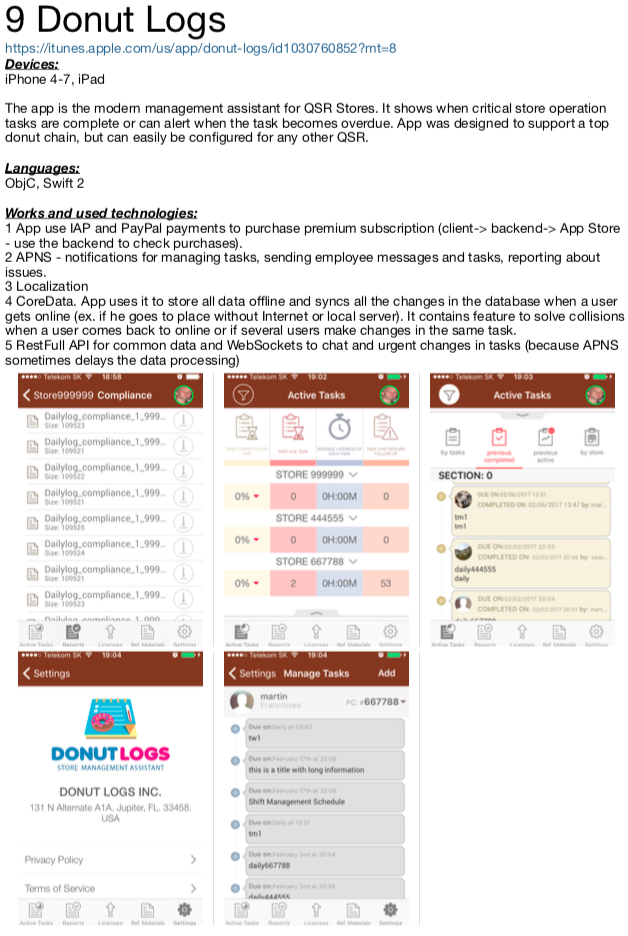 9 Donut Logs
https://itunes.apple.com/us/app/donut-logs/id1030760852?mt=8
Devices:
iPhone 4-7, iPad
The app is the modern management assistant for QSR Stores. It shows when critical store operation
tasks are complete or can alert when the task becomes overdue. App was designed to support a top
donut chain, but can easily be configured for any other QSR.
Languages:
ObjC, Swift 2
Works and used technologies:
1 App use IAP and PayPal payments to purchase premium subscription (client-> backend-> App Store
- use the backend to check purchases).
2 APNS - notifications for managing tasks, sending employee messages and tasks, reporting about
issues.
3 Localization
4 CoreData. App uses it to store all data offline and syncs all the changes in the database when a user
gets online (ex. if he goes to place without Internet or local server). It contains feature to solve collisions
when a user comes back to online or if several users make changes in the same task.
5 RestFull API for common data and WebSockets to chat and urgent changes in tasks (because APNS
sometimes delays the data processing)
Telekom SK 18:58
Store999999 Compliance
Dailylog_compliance_1_999...
Size: 109523
Dailylog_compliance_1_999...
Size: 109521
Dailylog_compliance_1_999...
Size: 109522
Dailylog_compliance_1_999...
Size: 109521
Dailylog_compliance_1_999...
Size: 109525
Dailylog_compliance_1_999...
Size: 109524
Dailylog_compliance_1_999...
Size: 109521
Dailylog_compliance_1_999...
Size: 109523
Active Tasks Reports Licenses Ref. Materials Settings
Telekom SK 19:02
Active Tasks
PAST DUE TASK
STORE 999999
0% 0 0H:00M 0
STORE 444555
0% 0 0H:00M 0
STORE 667788
0% 2 0H:00M 53
Active Tasks Reports Licenses Ref. Materials Settings
Telekom SK 19:03
Active Tasks
by tasks previous completed previous active by store
SECTION: 0
DUE ON:02/06/2017 13:51
COMPLETED ON: 02/06/2017 13:47 by: mar...
tm1
tm1
DUE ON:02/02/2017 20:55
COMPLETED ON: 02/02/2017 20:55 by:
daily444555
daily
DUE ON:02/02/2017 20:54
COMPLETED ON: 02/02/2017 20:51 by: mars...
Active Tasks Reports Licenses Ref. Materials Settings
Telekom SK 19:04
Settings
DONUT LOGS
STORE MANAGEMENT ASSISTANT
DONUT LOGS INC.
131 N Alternate A1A. Jupiter, FL. 33458.
USA
Privacy Policy
Terms of Service
Active Tasks Reports Licenses Ref. Materials Settings
Telekom SK 19:04
Settings Manage Tasks Add
martin
Franchisee
PC: #667788
Due on:Daily at 03:43
tw1
Due on:February 17th at 22:08
this is a title with long information
Due on:February 17th at 22:08
Shift Management Schedule
Due on:Daily at 13:51
tm1
Due on:February 2nd at 20:54
daily667788
Due on:February 2nd at 20:55
daily444555
Active Tasks Reports Licenses Ref. Materials Settings